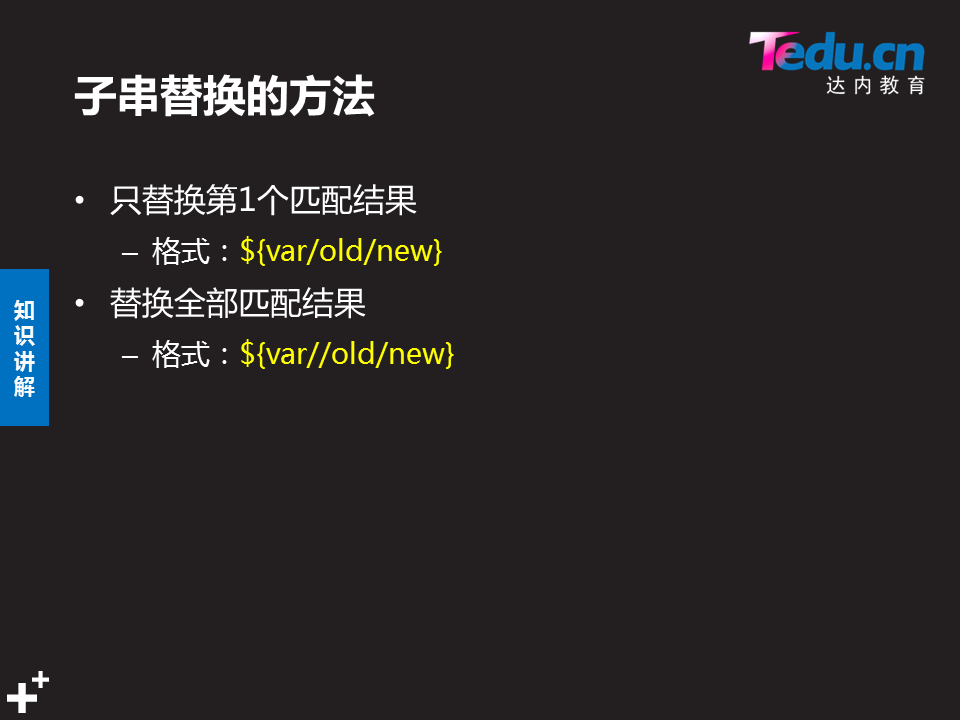 Tedu.cn
达内教育
子串替换的方法
• 只替换第1个匹配结果
– 格式：${var/old/new}
• 替换全部匹配结果
– 格式：${var//old/new}
知
识
讲
解